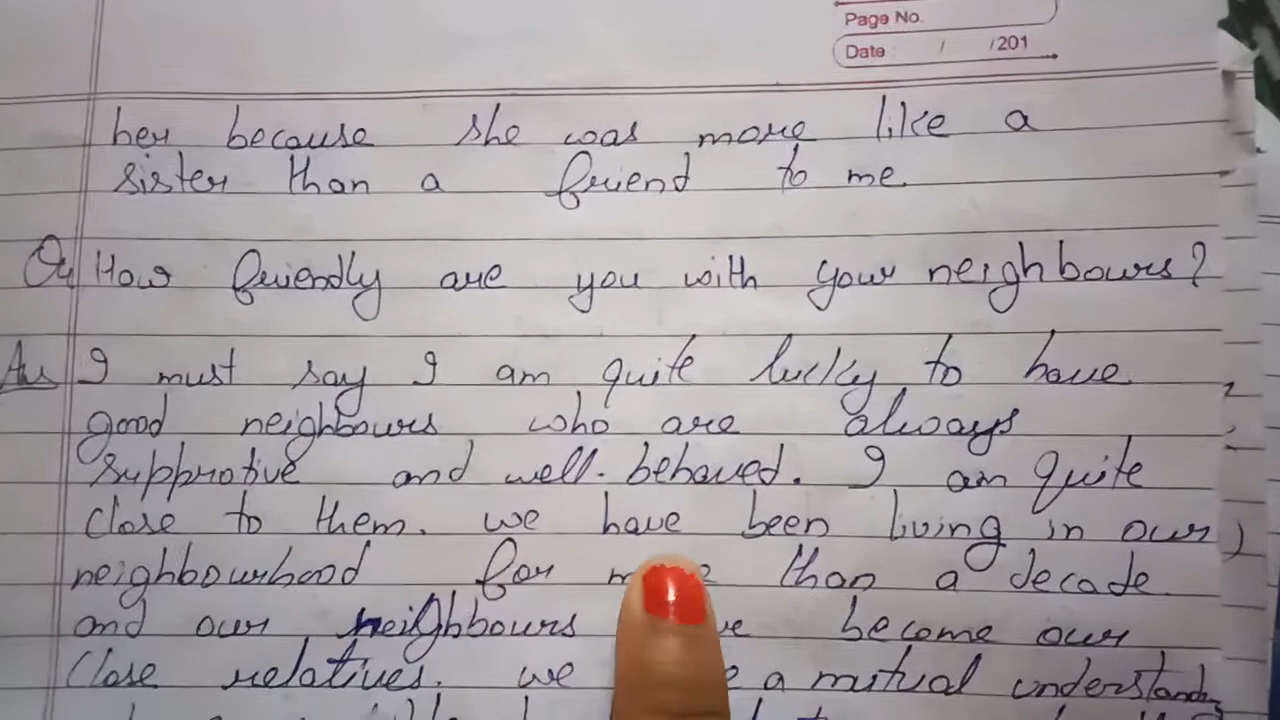 Page No.
Date / /201
her because she was more like a
sister than a friend to me
Q4 How friendly are you with your neighbours?
Ans I must say I am quite lucky to have
good neighbours who are always
supprotive and well. behaved. I am quite
close to them. we have been living in our
neighbourhood for than a decade
and our neighbours become our
close relatives. we a mutual understanding